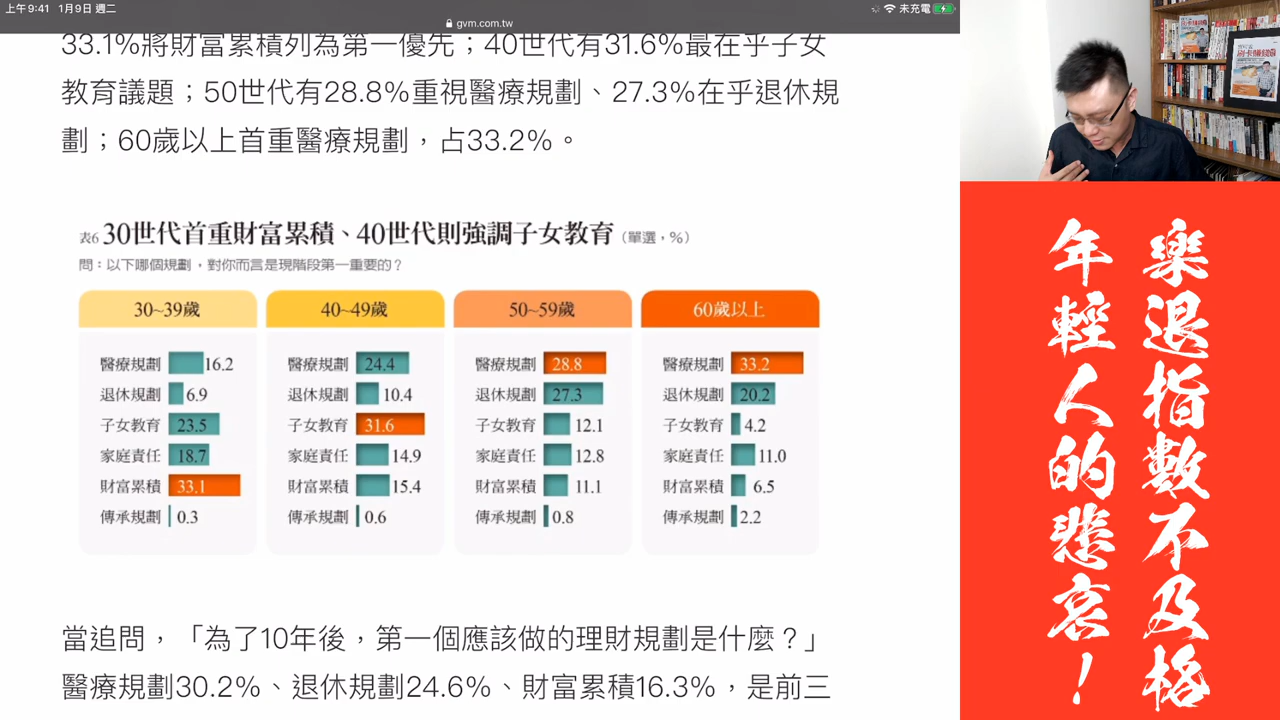 上午9:41 1月9日 週二
未充電
gvm.com.tw
33.1%將財富累積列為第一優先；40世代有31.6%最在乎子女
教育議題；50世代有28.8%重視醫療規劃、27.3%在乎退休規
劃；60歲以上首重醫療規劃，占33.2%。
表6 30世代首重財富累積、40世代則強調子女教育（單選，%）
問：以下哪個規劃，對你而言是現階段第一重要的？
30~39歲
醫療規劃 16.2
退休規劃 6.9
子女教育 23.5
家庭責任 18.7
財富累積 33.1
傳承規劃 0.3
40~49歲
醫療規劃 24.4
退休規劃 10.4
子女教育 31.6
家庭責任 14.9
財富累積 15.4
傳承規劃 0.6
50~59歲
醫療規劃 28.8
退休規劃 27.3
子女教育 12.1
家庭責任 12.8
財富累積 11.1
傳承規劃 0.8
60歲以上
醫療規劃 33.2
退休規劃 20.2
子女教育 4.2
家庭責任 11.0
財富累積 6.5
傳承規劃 2.2
當追問，「為了10年後，第一個應該做的理財規劃是什麼？」
醫療規劃30.2%、退休規劃24.6%、財富累積16.3%，是前三
樂退指數不及格
年輕人的悲哀！